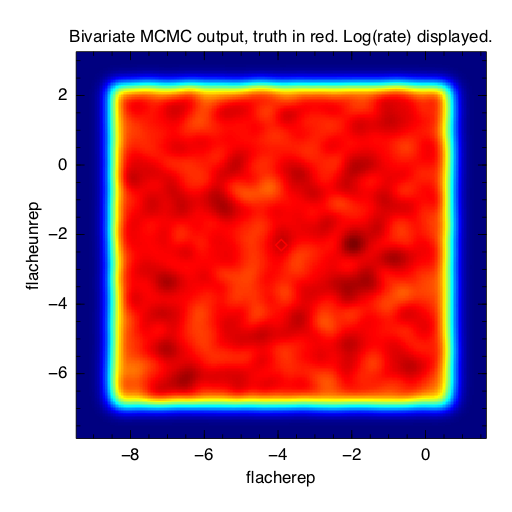 Bivariate MCMC output, truth in red. Log(rate) displayed.
2
0
−2
−4
−6
flacheunrep
−8 −6 −4 −2 0
flacherep